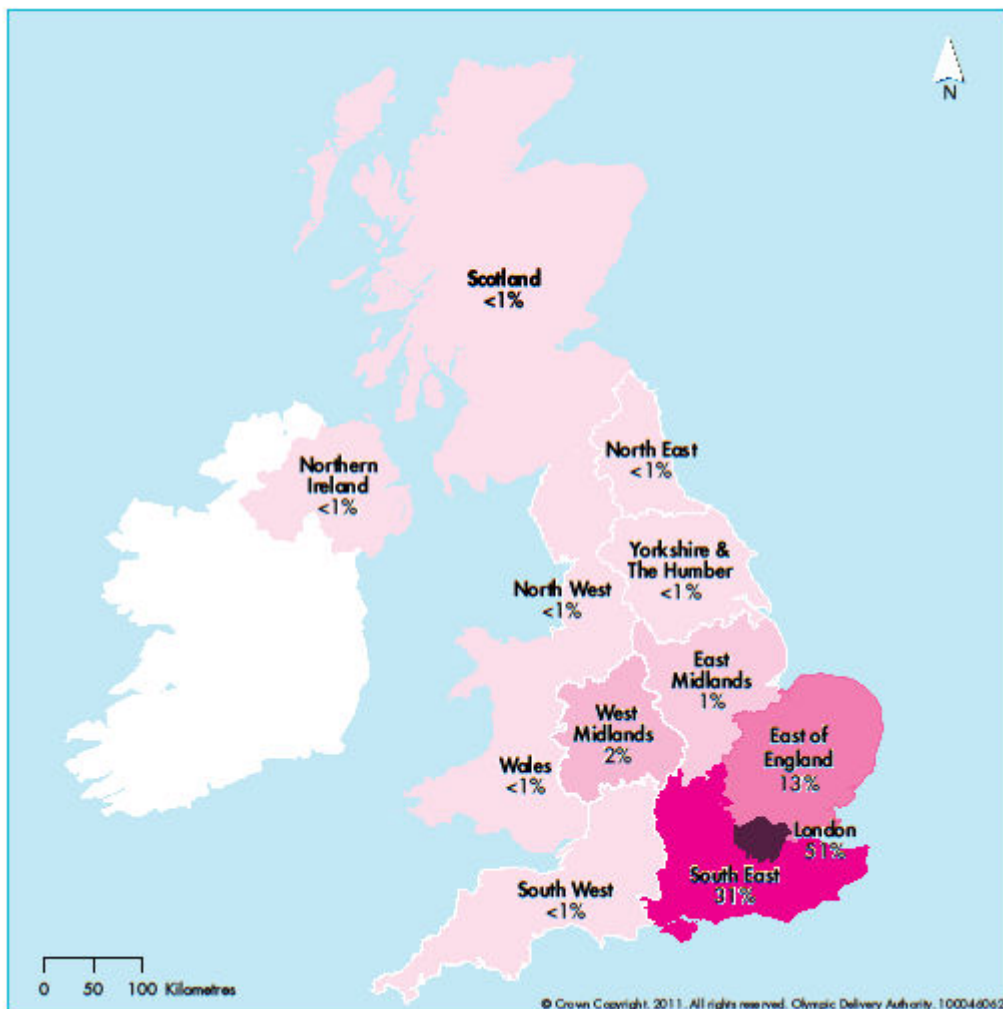 N
Scotland
<1%
North East
<1%
Northern
Ireland
<1%
Yorkshire &
The Humber
<1%
North West
<1%
East
Midlands
1%
West
Midlands
2%
East of
England
13%
Wales
<1%
London
51%
South East
31%
South West
<1%
0 50 100 Kilometres
© Crown Copyright, 2011. All rights reserved. Olympic Delivery Authority. 100046062